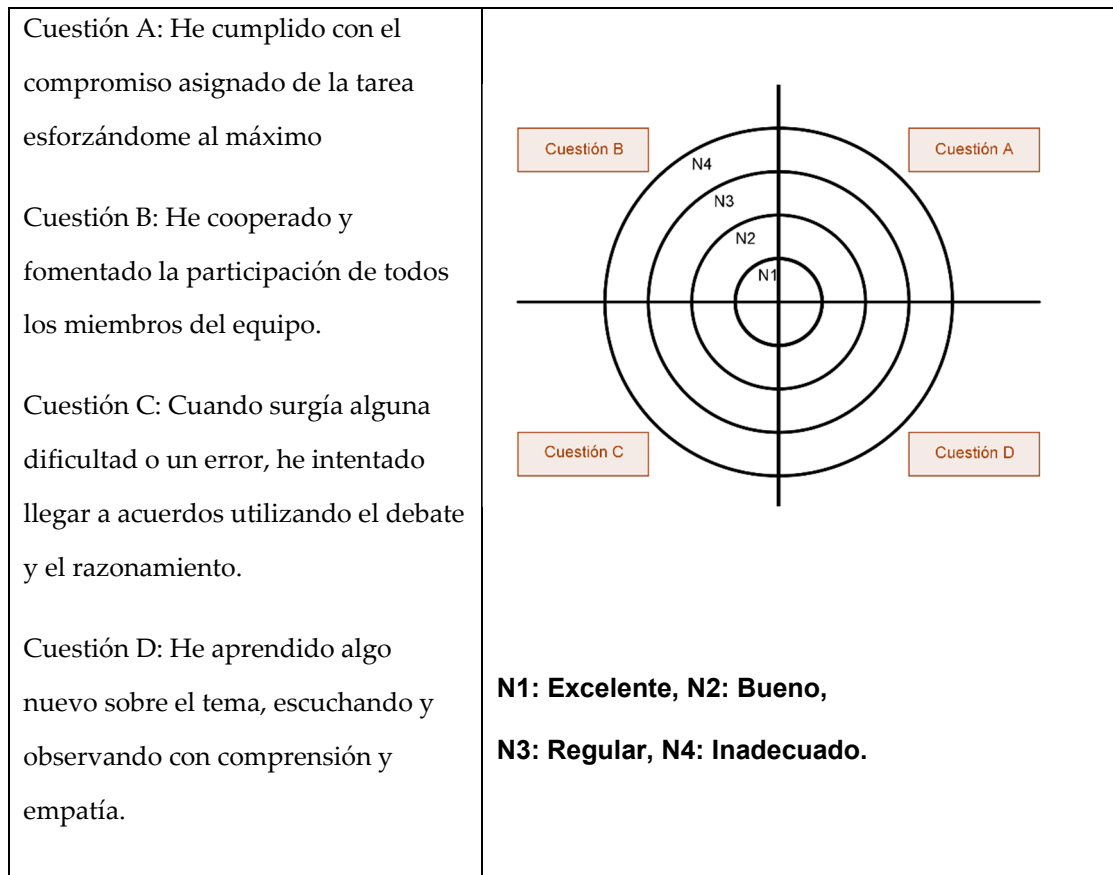 Cuestión A: He cumplido con el
compromiso asignado de la tarea
esforzándome al máximo
Cuestión B: He cooperado y
fomentado la participación de todos
los miembros del equipo.
Cuestión C: Cuando surgía alguna
dificultad o un error, he intentado
llegar a acuerdos utilizando el debate
y el razonamiento.
Cuestión D: He aprendido algo
nuevo sobre el tema, escuchando y
observando con comprensión y
empatía.
Cuestión B
Cuestión A
N4
N3
N2
N1
Cuestión C
Cuestión D
N1: Excelente, N2: Bueno,
N3: Regular, N4: Inadecuado.